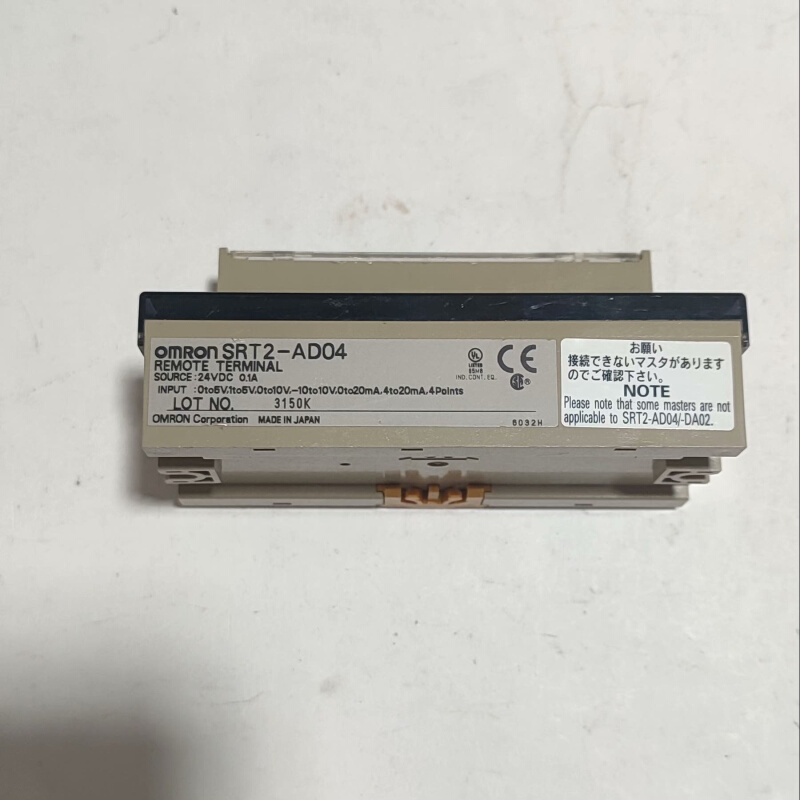 omron SRT2-AD04
REMOTE TERMINAL
SOURCE:24VDC 0.1A
INPUT :0to5V,1to5V,0to10V,-10to10V,0to20mA,4to20mA,4Points
LOT NO. 3150K
OMRON Corporation MADE IN JAPAN
UL
LISTED
IND.CONT.EQ.
CE
6032H
お願い
接続できないマスタがあります
のでご確認下さい。
NOTE
Please note that some masters are not
applicable to SRT2-AD04/-DA02.